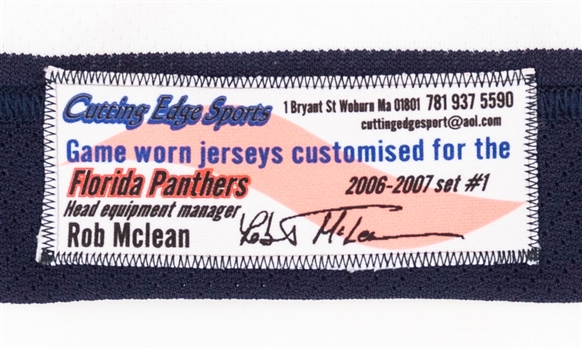 Cutting Edge Sports 1 Bryant St Woburn Ma 01801 781 937 5590
cuttingedgesport@aol.com
Game worn jerseys customised for the
Florida Panthers 2006-2007 set #1
Head equipment manager
Rob Mclean